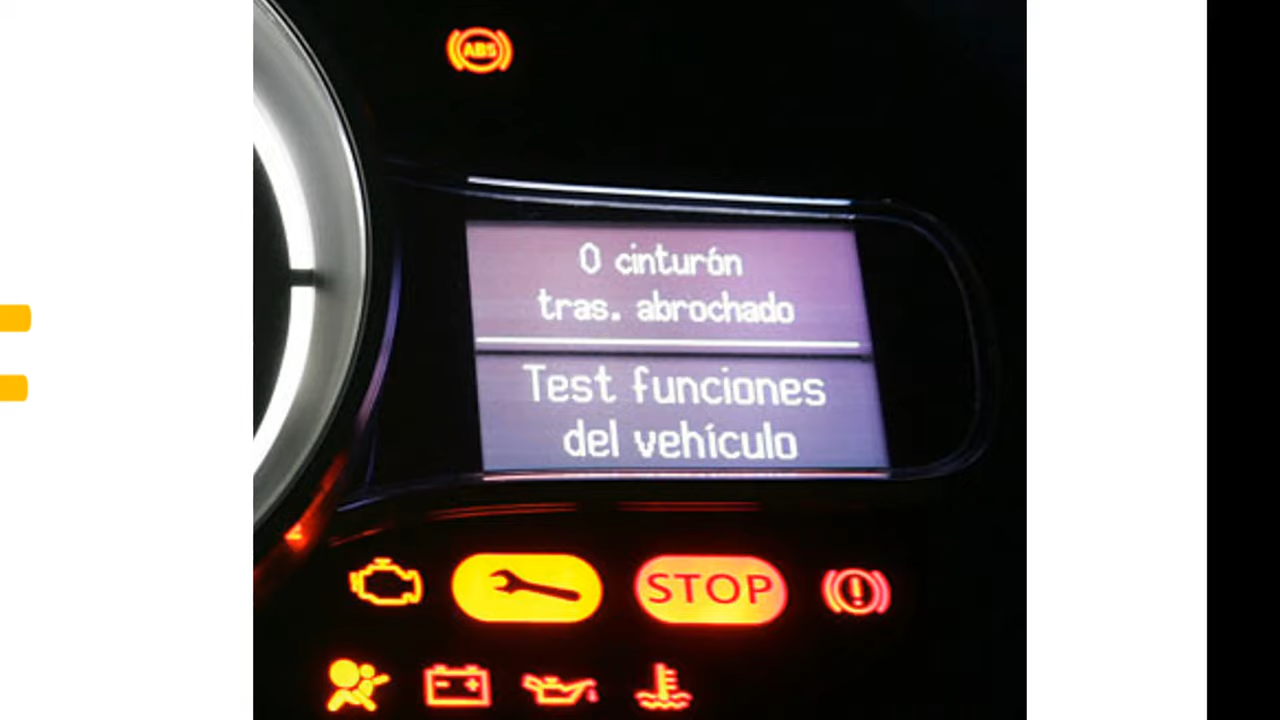 ABS
0 cinturón
tras. abrochado
Test funciones
del vehículo
STOP